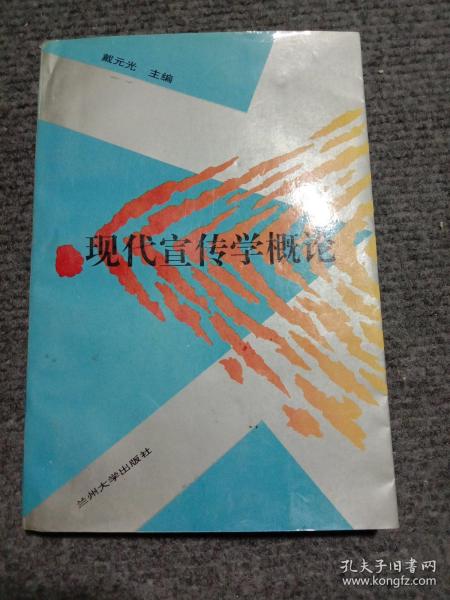 戴元光 主编
现代宣传学概论
兰州大学出版社
孔夫子旧书网
www.kongfz.com